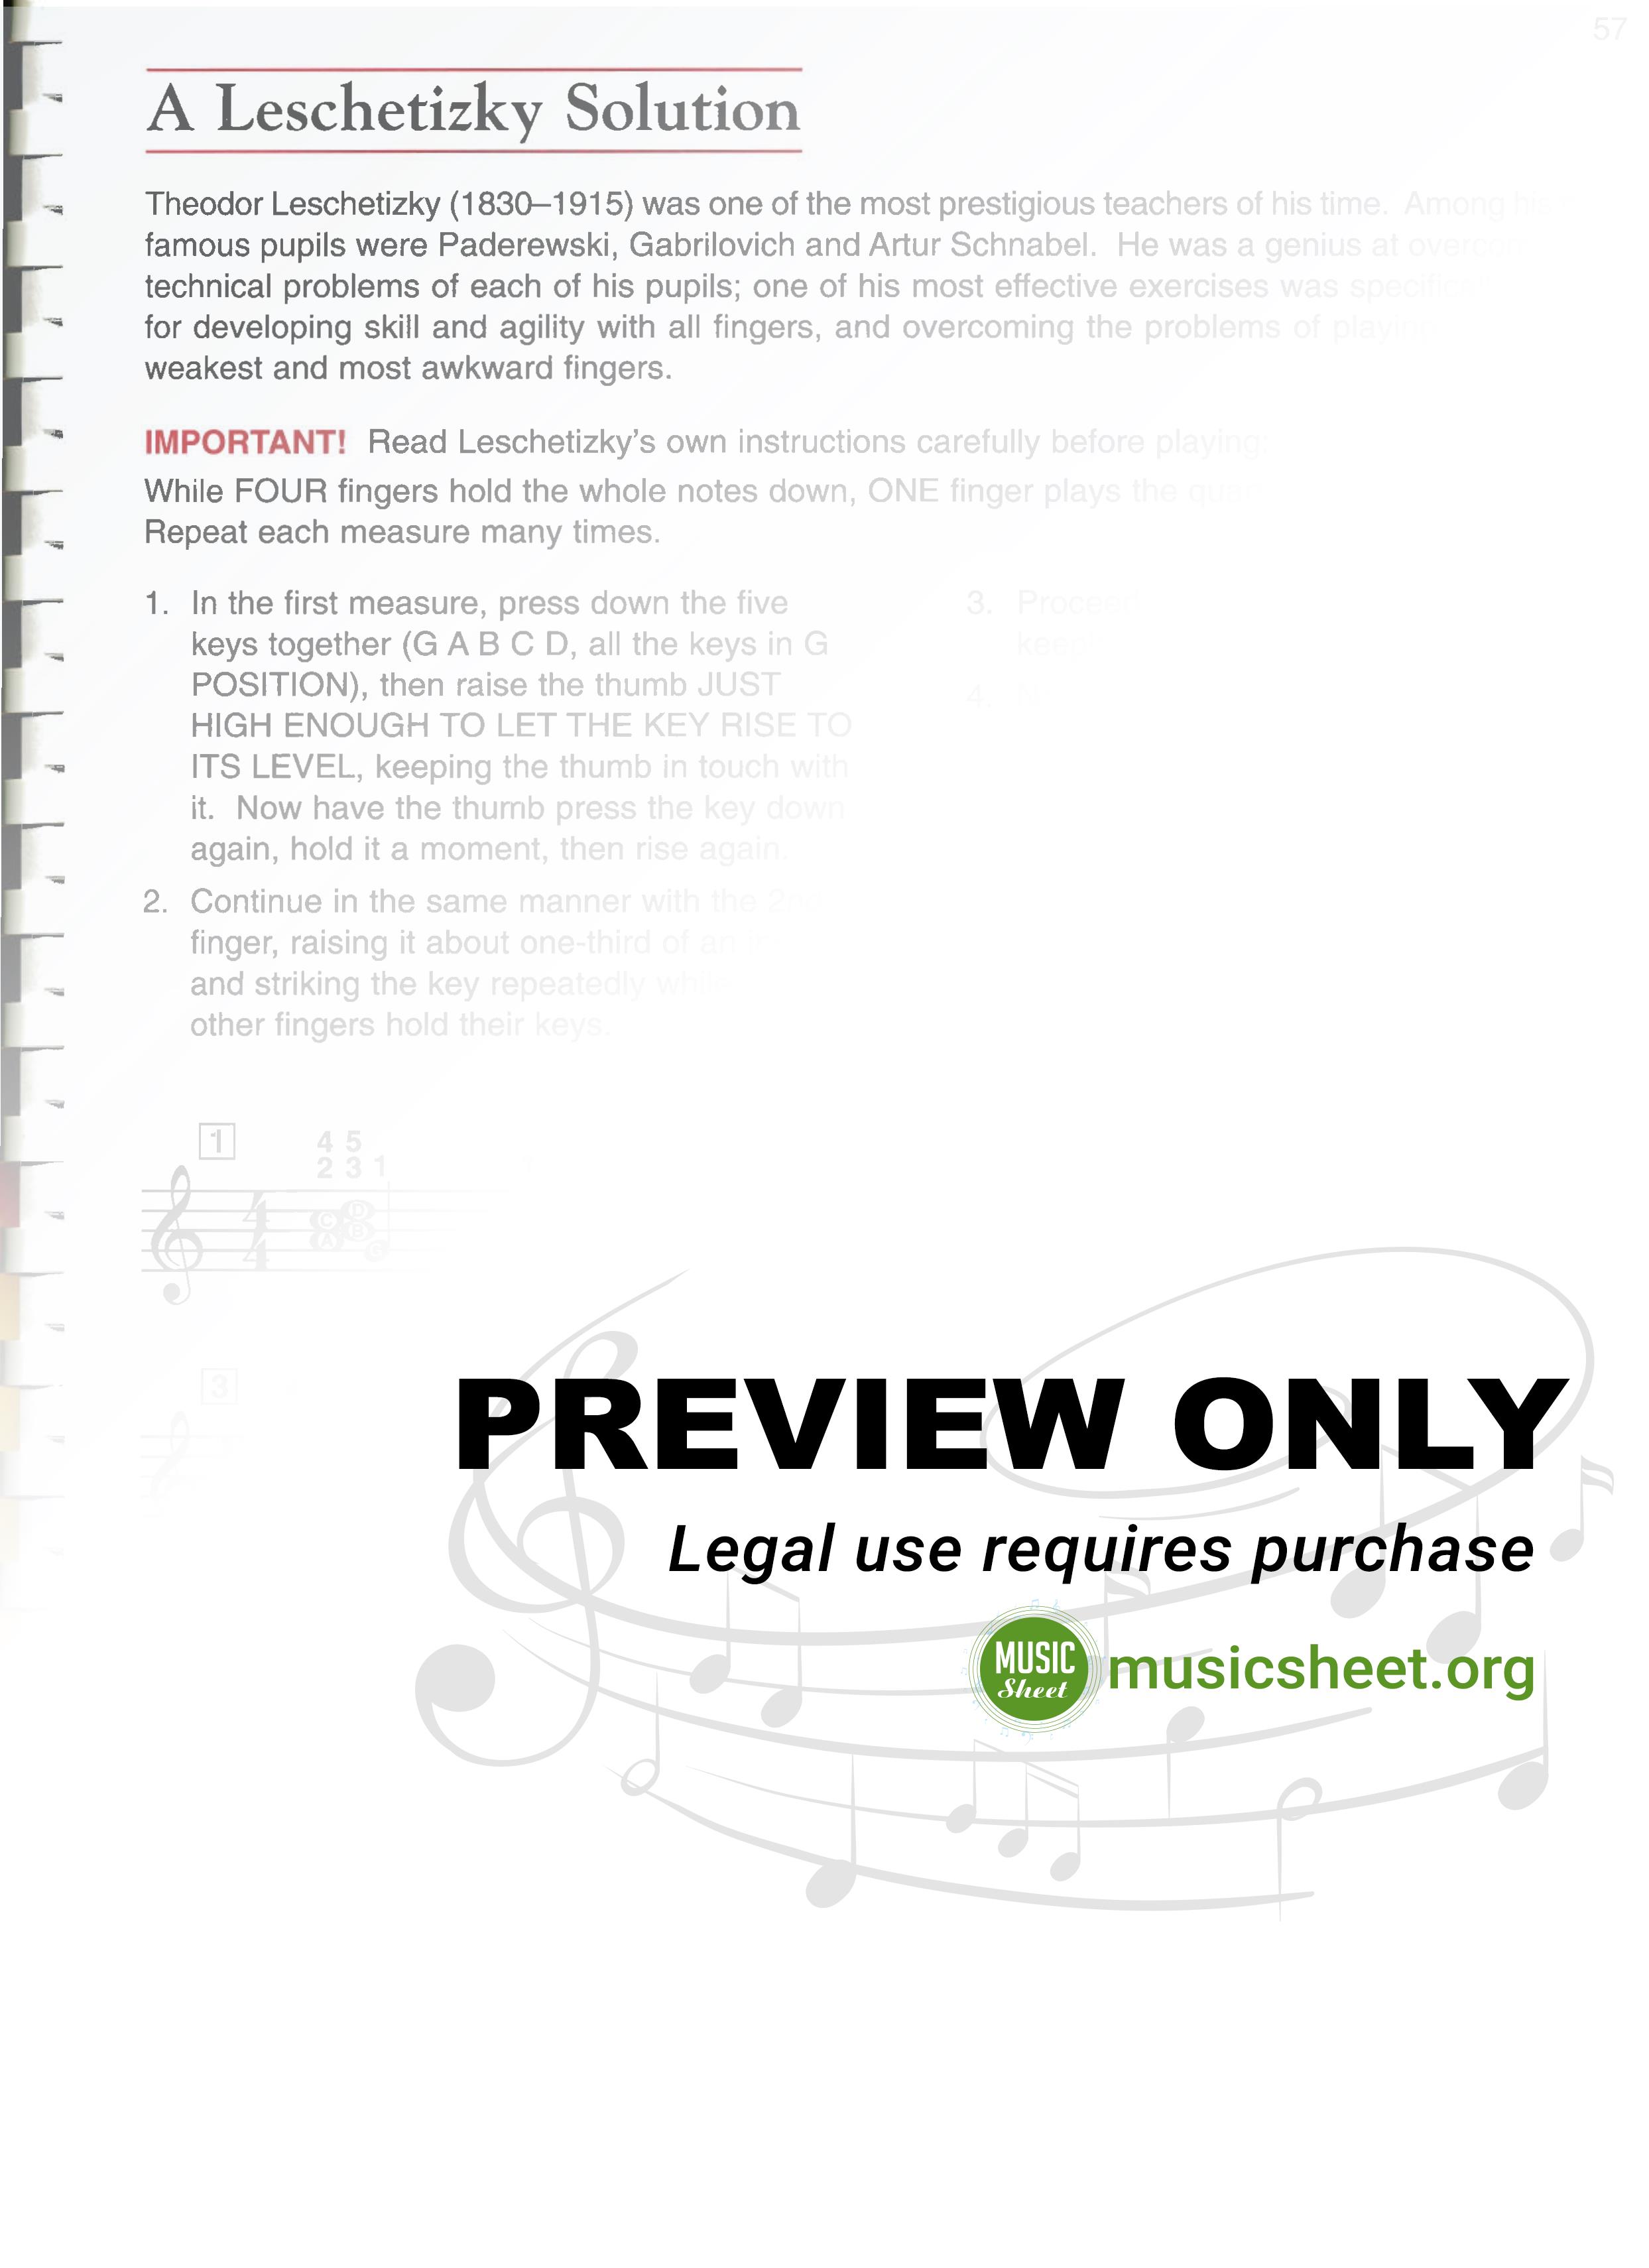 57
A Leschetizky Solution
Theodor Leschetizky (1830–1915) was one of the most prestigious teachers of his time. Among his
famous pupils were Paderewski, Gabrilovich and Artur Schnabel. He was a genius at
technical problems of each of his pupils; one of his most effective exercises was
for developing skill and agility with all fingers, and overcoming the problems of playing
weakest and most awkward fingers.
IMPORTANT! Read Leschetizky's own instructions carefully before playing:
While FOUR fingers hold the whole notes down, ONE finger plays the
Repeat each measure many times.
1. In the first measure, press down the five
keys together (G A B C D, all the keys in G
POSITION), then raise the thumb JUST
HIGH ENOUGH TO LET THE KEY RISE TO
ITS LEVEL, keeping the thumb in touch with
it. Now have the thumb press the key down
again, hold it a moment, then rise again.
2. Continue in the same manner with the 2nd
finger, raising it about one-third of an
and striking the key repeatedly while
other fingers hold their keys.
3.
4.
1
4 5
2 3 1
4 C D
4 A B G
3
PREVIEW ONLY
Legal use requires purchase
MUSIC
Sheet
musicsheet.org